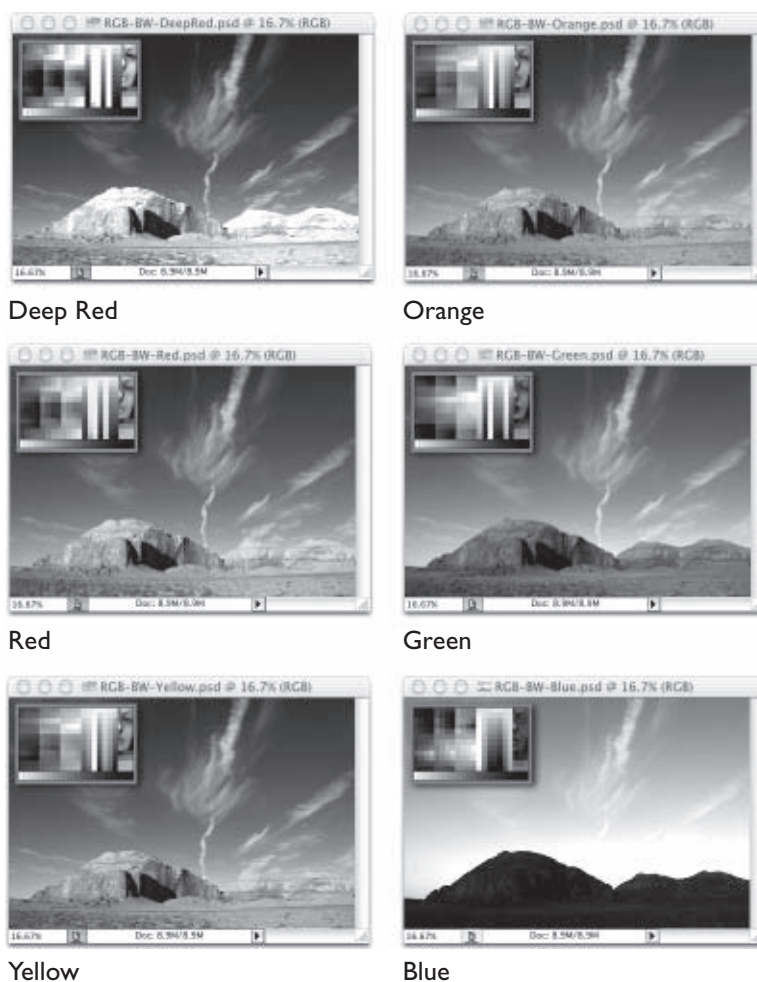 RGB-BW-DeepRed.psd @ 16.7% (RGB)
16.67% Doc: 8.9M/8.9M
Deep Red
RGB-BW-Orange.psd @ 16.7% (RGB)
16.67% Doc: 8.9M/8.9M
Orange
RGB-BW-Red.psd @ 16.7% (RGB)
16.67% Doc: 8.9M/8.9M
Red
RGB-BW-Green.psd @ 16.7% (RGB)
16.67% Doc: 8.9M/8.9M
Green
RGB-BW-Yellow.psd @ 16.7% (RGB)
16.67% Doc: 8.9M/8.9M
Yellow
RGB-BW-Blue.psd @ 16.7% (RGB)
16.67% Doc: 8.9M/8.9M
Blue